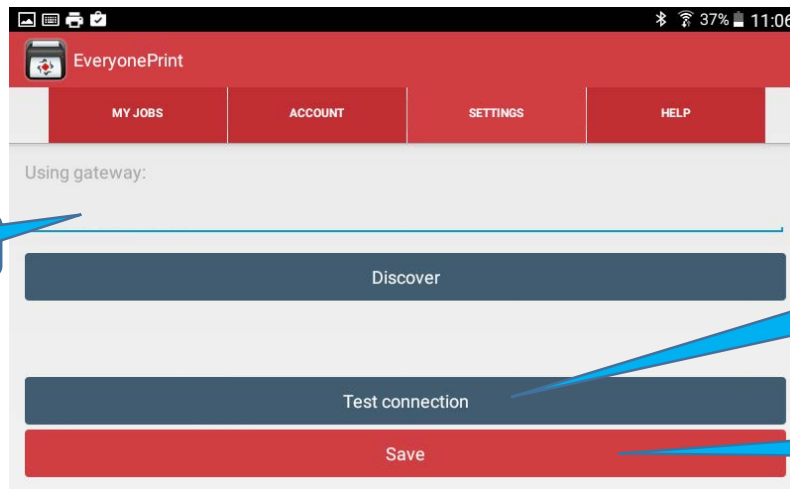 37% 11:06
EveryonePrint
MY JOBS ACCOUNT SETTINGS HELP
Using gateway:
Discover
Test connection
Save